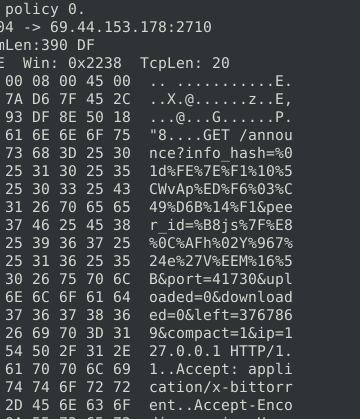 policy 0.
04 -> 69.44.153.178:2710
mLen:390 DF
E  Win: 0x2238  TcpLen: 20
00 08 00 45 00  .. ...........E.
7A D6 7F 45 2C  ..X.@......z..E,
93 DF 8E 50 18  ...@...G......P.
61 6E 6E 6F 75  "8....GET /annou
73 68 3D 25 30  nce?info_hash=%0
25 31 30 25 35  1d%FE%7E%F1%10%5
25 30 33 25 43  CWvAp%ED%F6%03%C
31 26 70 65 65  49%D6B%14%F1&pee
37 46 25 45 38  r_id=%B8js%7F%E8
25 39 36 37 25  %0C%AFh%02Y%967%
25 31 36 25 35  24e%27V%EEM%16%5
30 26 75 70 6C  B&port=41730&upl
6E 6C 6F 61 64  oaded=0&download
37 36 37 38 36  ed=0&left=376786
26 69 70 3D 31  9&compact=1&ip=1
54 50 2F 31 2E  27.0.0.1 HTTP/1.
61 70 70 6C 69  1..Accept: appli
74 74 6F 72 72  cation/x-bittorr
2D 45 6E 63 6F  ent..Accept-Enco